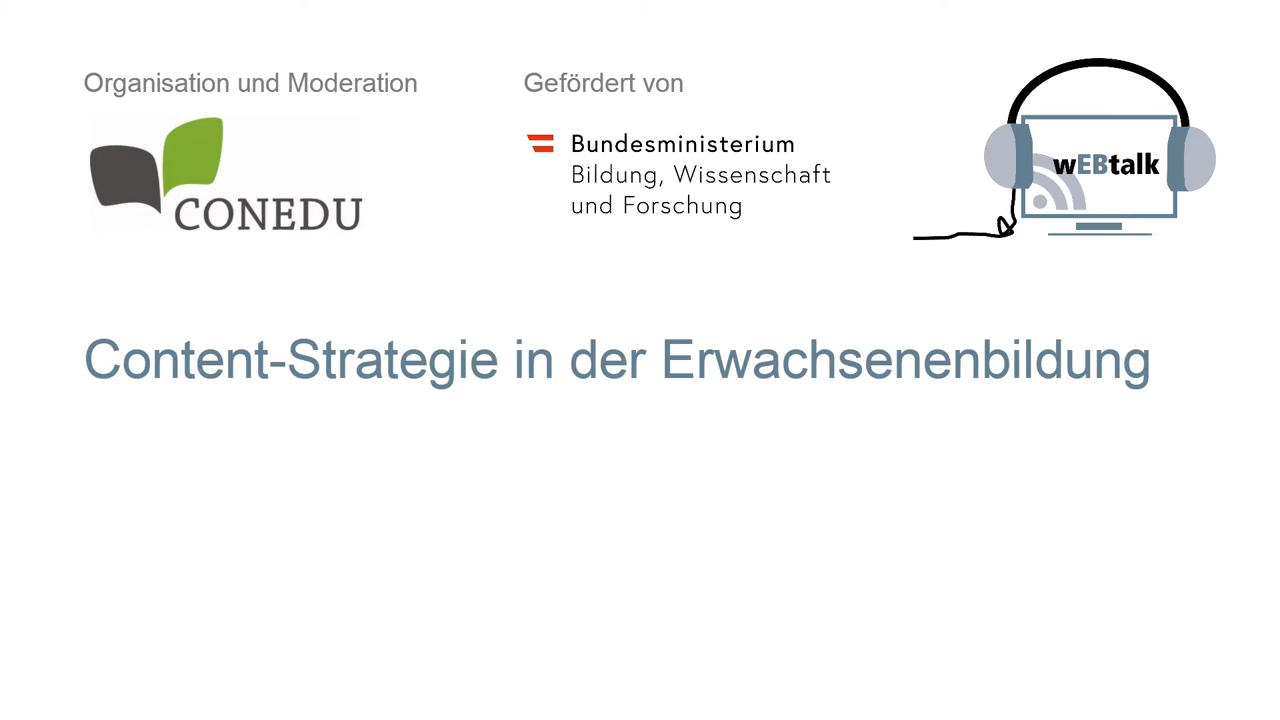 Organisation und Moderation
CONEDU
Gefördert von
Bundesministerium
Bildung, Wissenschaft
und Forschung
wEBtalk
Content-Strategie in der Erwachsenenbildung